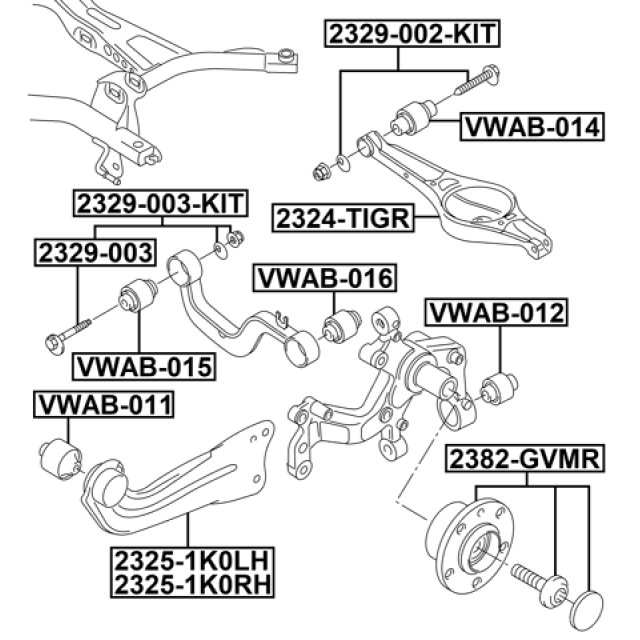 2329-002-KIT
VWAB-014
2329-003-KIT
2324-TIGR
2329-003
VWAB-016
VWAB-012
VWAB-015
VWAB-011
2382-GVMR
2325-1K0LH
2325-1K0RH